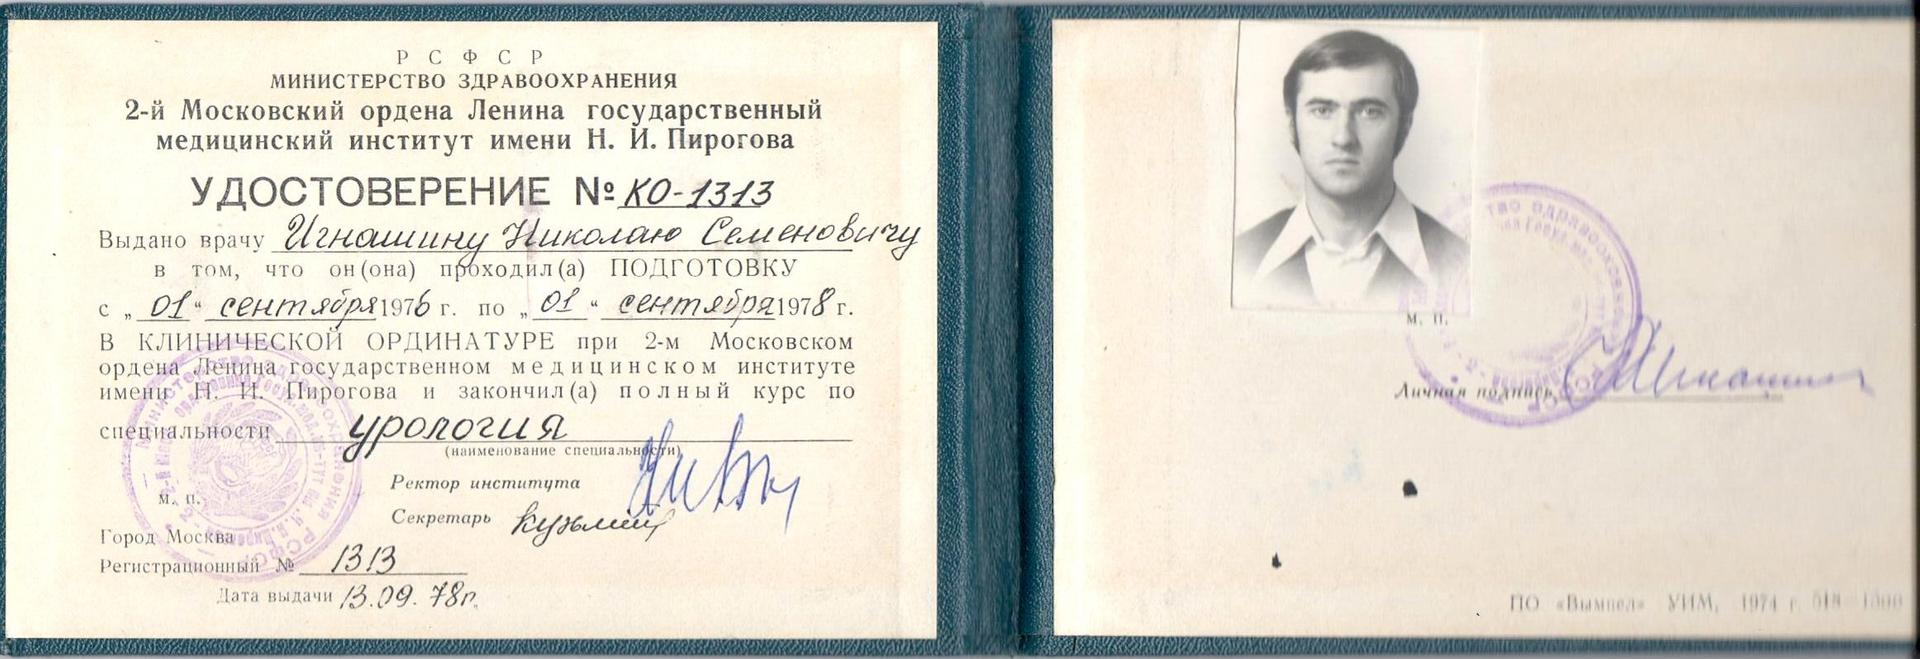 РСФСР
МИНИСТЕРСТВО ЗДРАВООХРАНЕНИЯ
2-й Московский ордена Ленина государственный
медицинский институт имени Н. И. Пирогова
УДОСТОВЕРЕНИЕ № КО-1313
Выдано врачу Игнашину Николаю Семеновичу
в том, что он (она) проходил (а) ПОДГОТОВКУ
с „01“ сентября 1976 г. по „01“ сентября 1978 г.
В КЛИНИЧЕСКОЙ ОРДИНАТУРЕ при 2-м Московском
ордена Ленина государственном медицинском институте
имени Н. И. Пирогова и закончил (а) полный курс по
специальности урология
(наименование специальности)
Ректор института
Секретарь
м. п.
Город Москва
Регистрационный № 1313
Дата выдачи 13.09.78г.
М. П.
Личная подпись
ПО «Вымпел» УИМ, 1974 г.